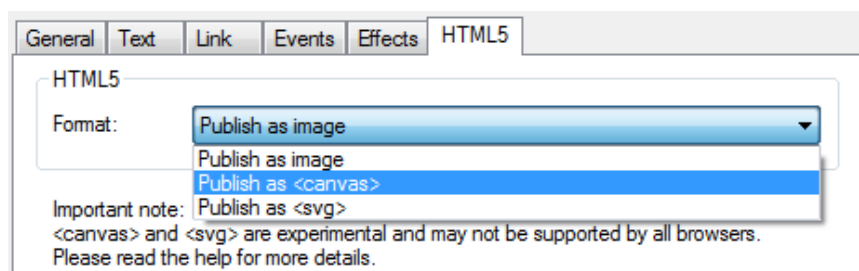 General Text Link Events Effects HTML5
HTML5
Format: Publish as image
Publish as image
Publish as <canvas>
Important note: Publish as <svg>
<canvas> and <svg> are experimental and may not be supported by all browsers.
Please read the help for more details.